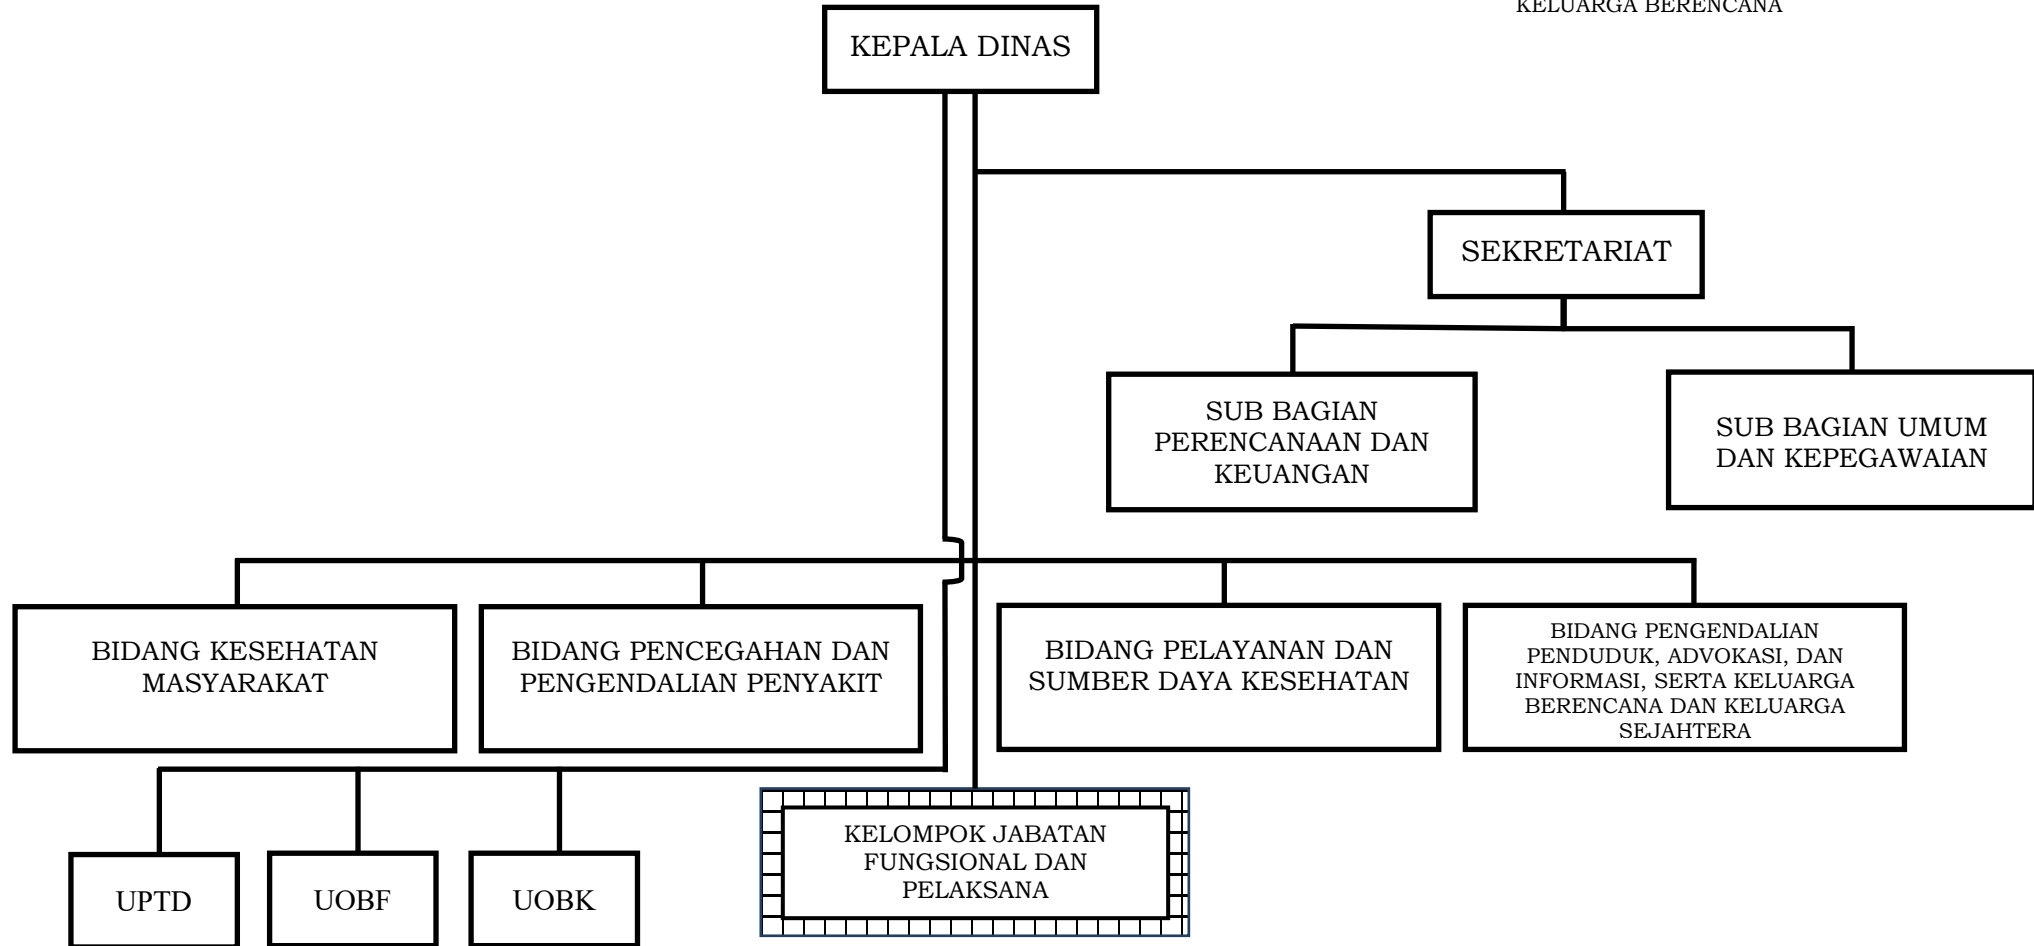 KELUARGA BERENCANA
KEPALA DINAS
SEKRETARIAT
SUB BAGIAN
PERENCANAAN DAN
KEUANGAN
SUB BAGIAN UMUM
DAN KEPEGAWAIAN
BIDANG KESEHATAN
MASYARAKAT
BIDANG PENCEGAHAN DAN
PENGENDALIAN PENYAKIT
BIDANG PELAYANAN DAN
SUMBER DAYA KESEHATAN
BIDANG PENGENDALIAN
PENDUDUK, ADVOKASI, DAN
INFORMASI, SERTA KELUARGA
BERENCANA DAN KELUARGA
SEJAHTERA
UPTD
UOBF
UOBK
KELOMPOK JABATAN
FUNGSIONAL DAN
PELAKSANA